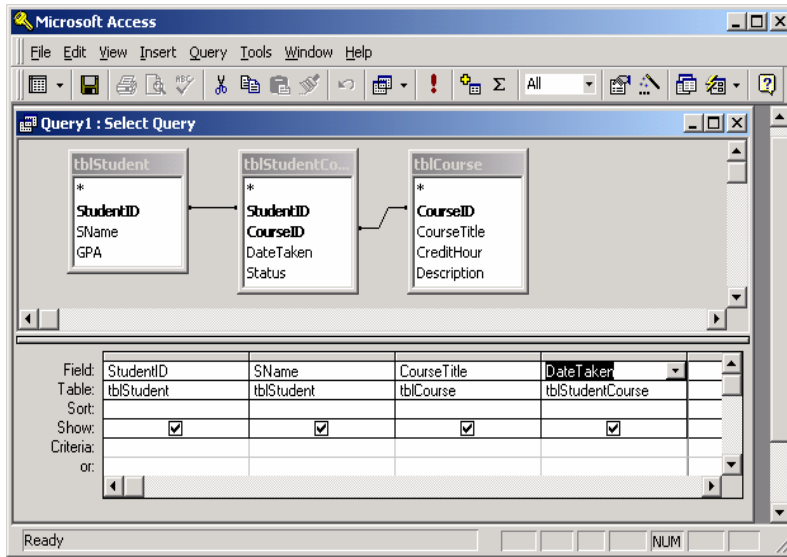 Microsoft Access
File Edit View Insert Query Tools Window Help
All
Query1 : Select Query
tblStudent tblStudentCo... tblCourse
* * *
StudentID StudentID CourseID
SName CourseID CourseTitle
GPA DateTaken CreditHour
Status Description
Field: StudentID SName CourseTitle DateTaken
Table: tblStudent tblStudent tblCourse tblStudentCourse
Sort:
Show:
Criteria:
or:
Ready NUM